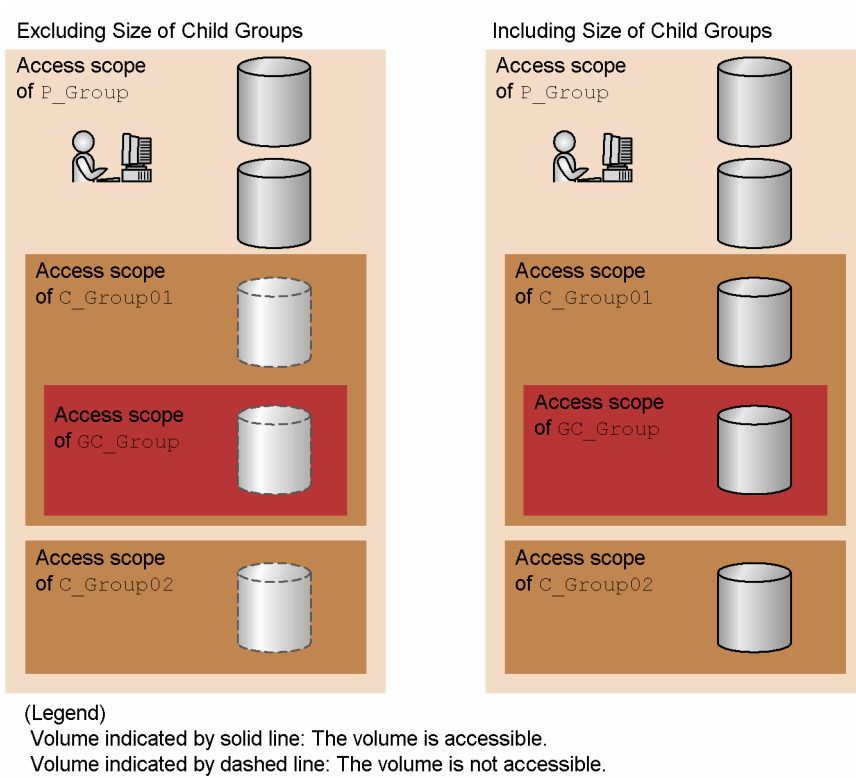 Excluding Size of Child Groups
Access scope
of P_Group
Access scope
of C_Group01
Access scope
of GC_Group
Access scope
of C_Group02
Including Size of Child Groups
Access scope
of P_Group
Access scope
of C_Group01
Access scope
of GC_Group
Access scope
of C_Group02
(Legend)
Volume indicated by solid line: The volume is accessible.
Volume indicated by dashed line: The volume is not accessible.